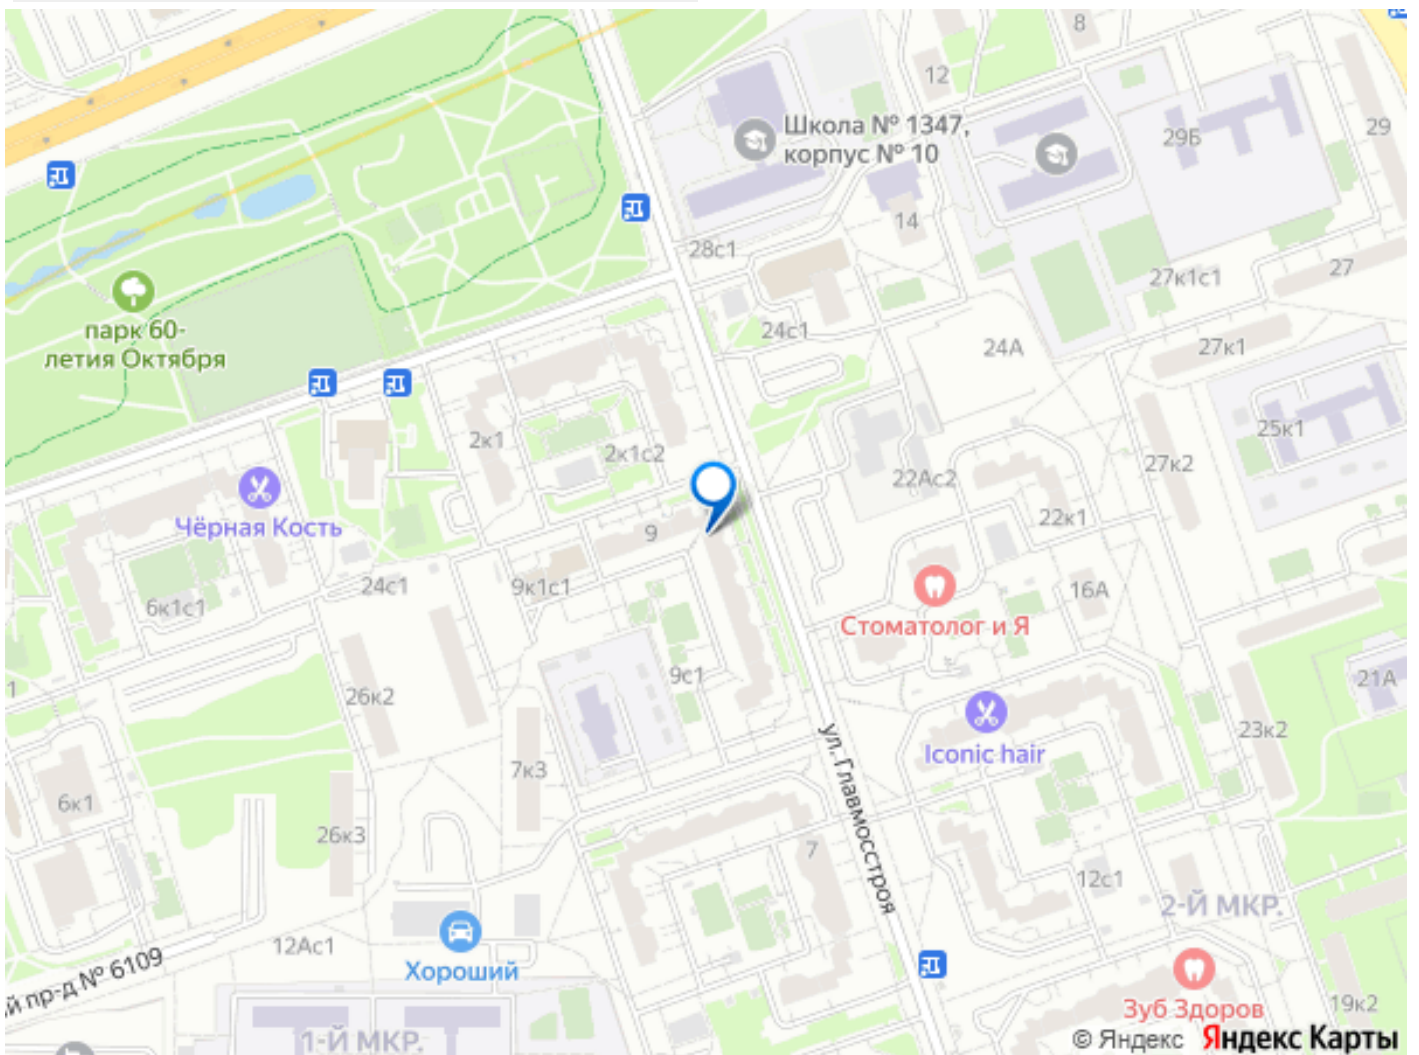 8
12
Школа № 1347,
корпус № 10
29Б
29
14
28с1
27к1с1
27
парк 60-
летия Октября
24с1
24А
27к1
2к1
2к1с2
25к1
27к2
22Ас2
Чёрная Кость
9
22к1
24с1
9к1с1
6к1с1
16А
Стоматолог и Я
1
26к2
9с1
21А
ул. Главмосстроя
23к2
Iconic hair
7к3
6к1
26к3
7
12с1
2-Й МКР.
12Ас1
й пр-д № 6109
Хороший
Зуб Здоров
19к2
1-Й МКР.
© Яндекс Яндекс Карты